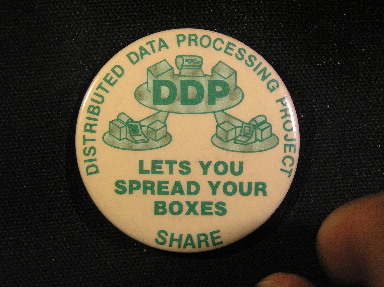 DISTRIBUTED DATA PROCESSING PROJECT
DDP
LETS YOU
SPREAD YOUR
BOXES
SHARE